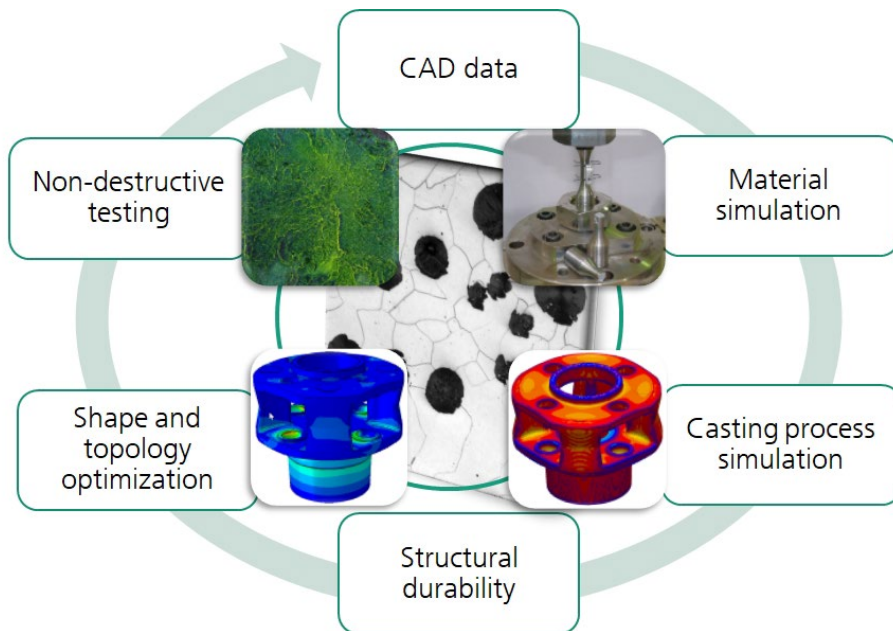 CAD data
Non-destructive
testing
Material
simulation
Shape and
topology
optimization
Casting process
simulation
Structural
durability